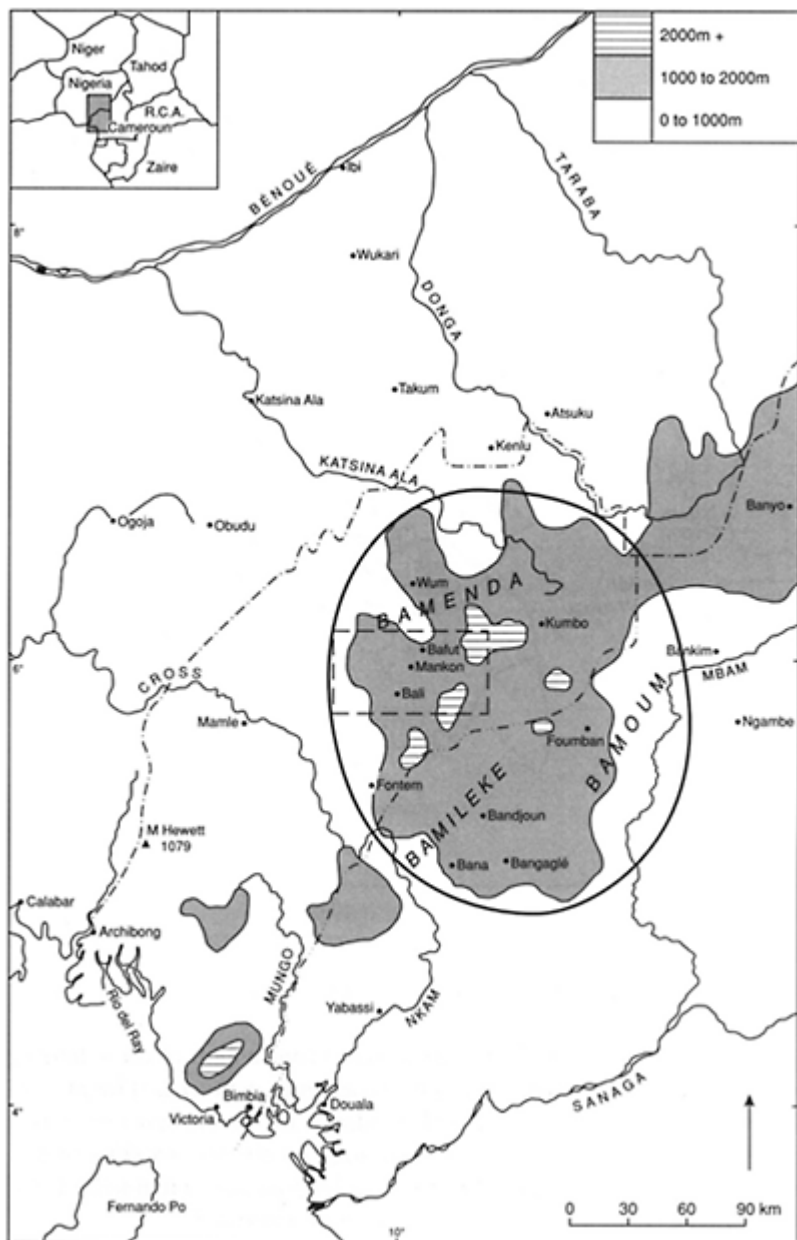 Niger
Tahod
Nigeria
R.C.A.
Cameroun
Zaire
2000m +
1000 to 2000m
0 to 1000m
BÉNOUÉ
Ibi
TARABA
8°
Wukari
DONGA
Takum
Katsina Ala
Atsuku
Kenlu
KATSINA ALA
Banyo
Ogoja
Obudu
Wum
BAMENDA
Kumbo
Bafut
Bankim
6°
Mankon
MBAM
CROSS
Bali
BAMOUM
Mamle
Foumban
Ngambe
Fontem
BAMILEKE
Bandjoun
M Hewett
1079
Bana
Bangaglé
Calabar
Archibong
MUNGO
Rio del Ray
Yabassi
NKAM
SANAGA
4°
Bimbia
Victoria
Douala
Fernando Po
10°
0 30 60 90 km